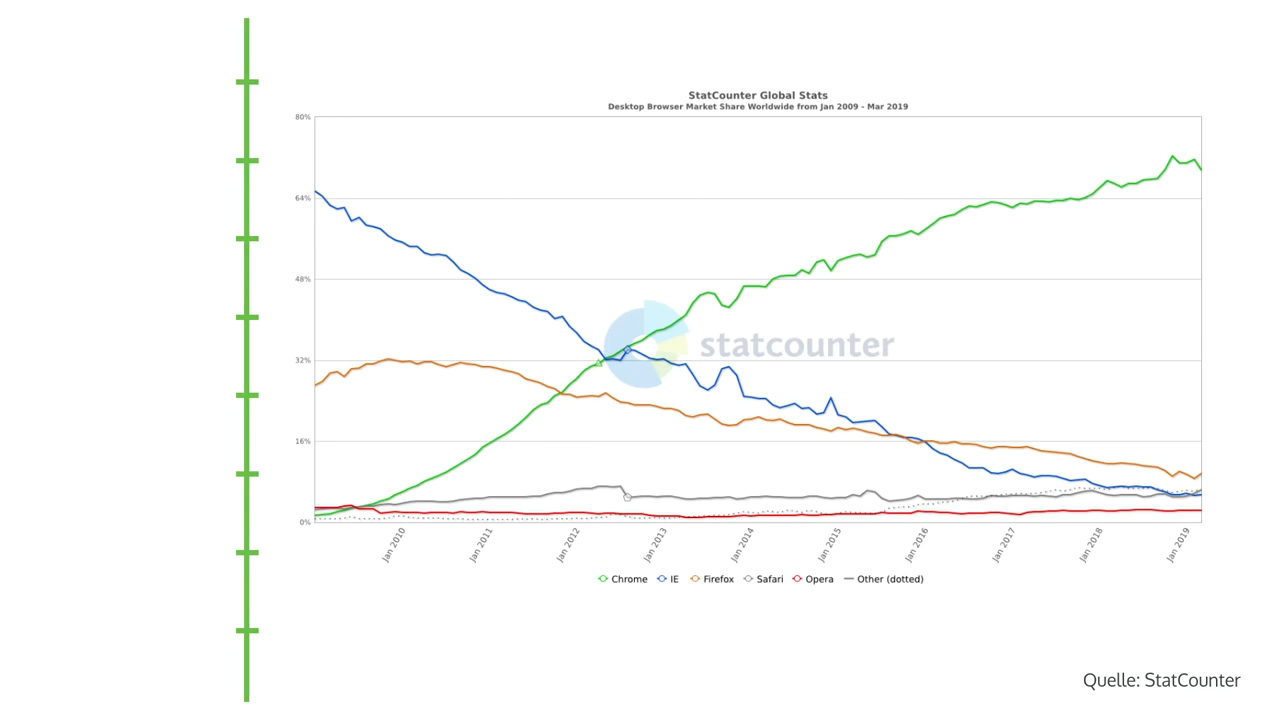 StatCounter Global Stats
Desktop Browser Market Share Worldwide from Jan 2009 - Mar 2019
80%
64%
48%
32%
16%
0%
statcounter
Jan 2010
Jan 2011
Jan 2012
Jan 2013
Jan 2014
Jan 2015
Jan 2016
Jan 2017
Jan 2018
Jan 2019
Chrome IE Firefox Safari Opera Other (dotted)
Quelle: StatCounter